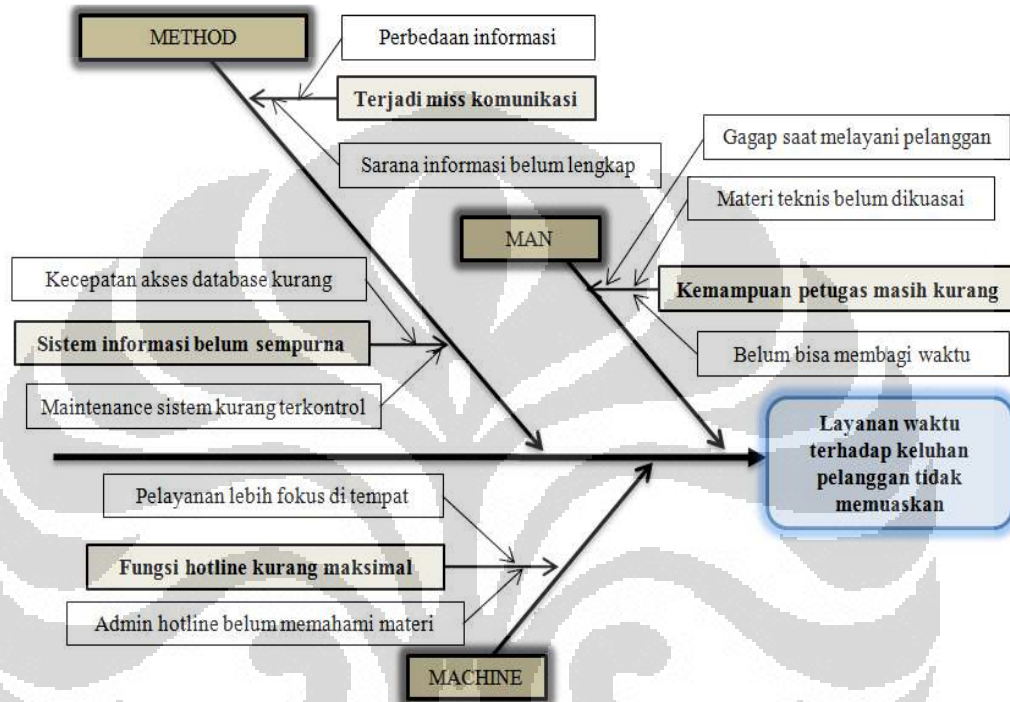 METHOD
Perbedaan informasi
Terjadi miss komunikasi
Sarana informasi belum lengkap
Gagap saat melayani pelanggan
Materi teknis belum dikuasai
MAN
Kemampuan petugas masih kurang
Belum bisa membagi waktu
Kecepatan akses database kurang
Sistem informasi belum sempurna
Maintenance sistem kurang terkontrol
Layanan waktu
terhadap keluhan
pelanggan tidak
memuaskan
Pelayanan lebih fokus di tempat
Fungsi hotline kurang maksimal
Admin hotline belum memahami materi
MACHINE